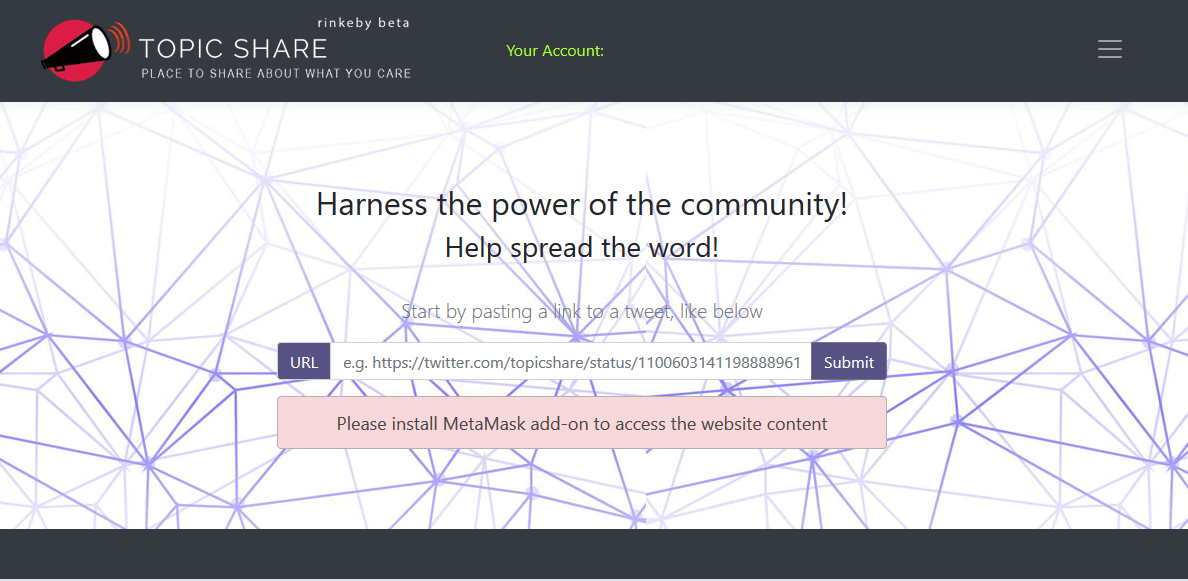 rinkeby beta
TOPIC SHARE
PLACE TO SHARE ABOUT WHAT YOU CARE
Your Account:
Harness the power of the community!
Help spread the word!
Start by pasting a link to a tweet, like below
URL e.g. https://twitter.com/topicshare/status/1100603141198888961 Submit
Please install MetaMask add-on to access the website content